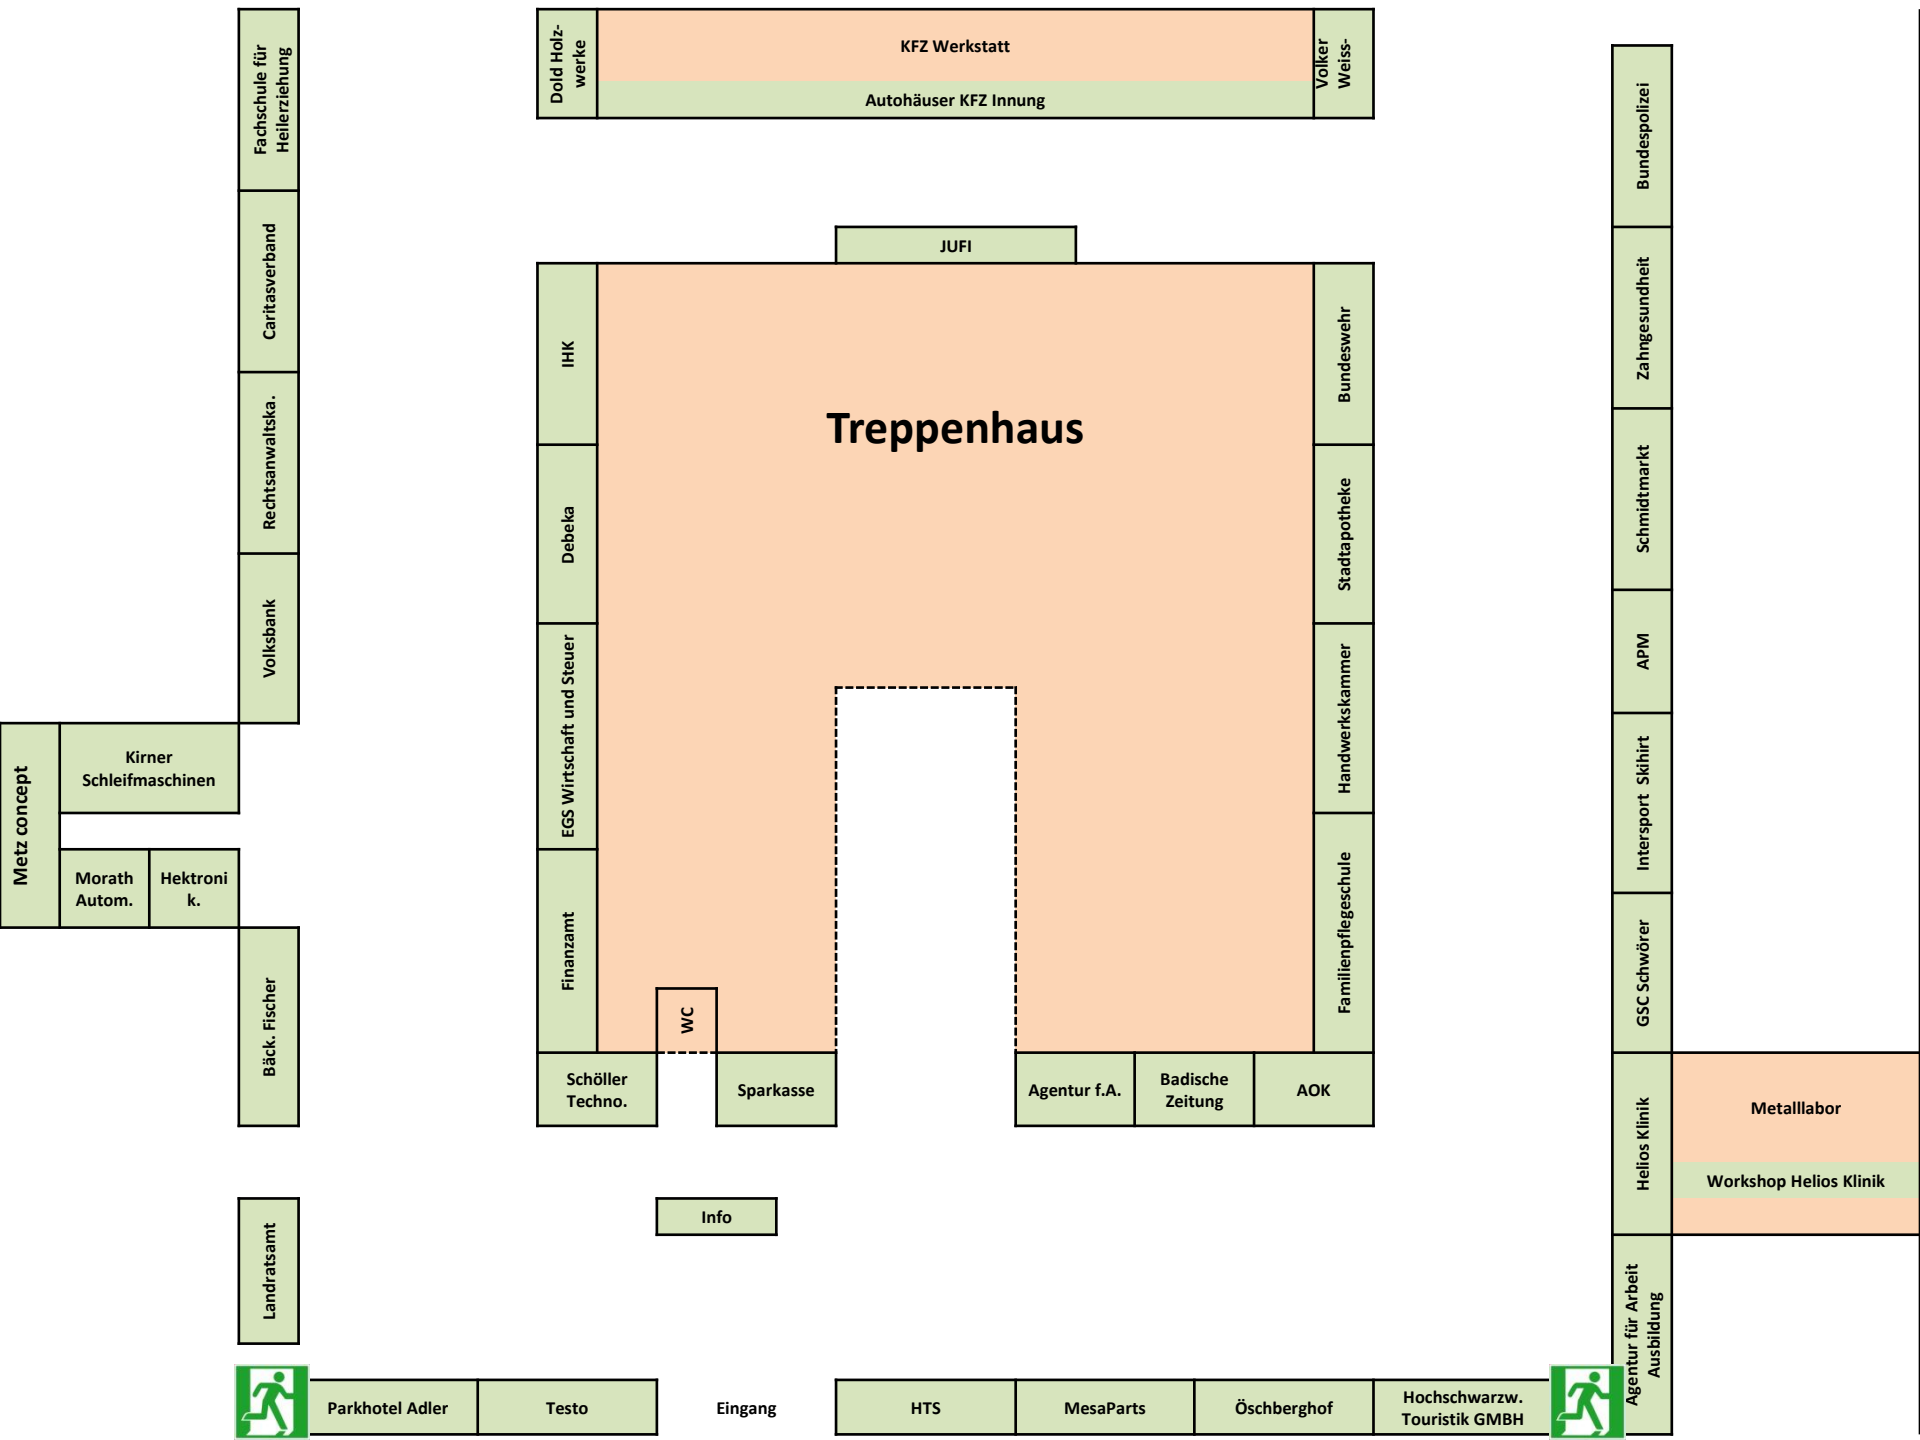 Fachschule für
Heilerziehung
Dold Holz-
werke
KFZ Werkstatt
Autohäuser KFZ Innung
Volker
Weiss-
Bundespolizei
Caritasverband
JUFI
Zahngesundheit
IHK
Treppenhaus
Bundeswehr
Rechtsanwaltska.
Debeka
Stadtapotheke
Schmidtmarkt
Volksbank
EGS Wirtschaft und Steuer
Handwerkskammer
APM
Metz concept
Kirner
Schleifmaschinen
Intersport Skihirt
Morath
Autom.
Hektroni
k.
Finanzamt
Familienpflegeschule
GSC Schwörer
Bäck. Fischer
WC
Schöller
Techno.
Sparkasse
Agentur f.A.
Badische
Zeitung
AOK
Helios Klinik
Metalllabor
Workshop Helios Klinik
Landratsamt
Info
Agentur für Arbeit
Ausbildung
Parkhotel Adler
Testo
Eingang
HTS
MesaParts
Öschberghof
Hochschwarzw.
Touristik GMBH